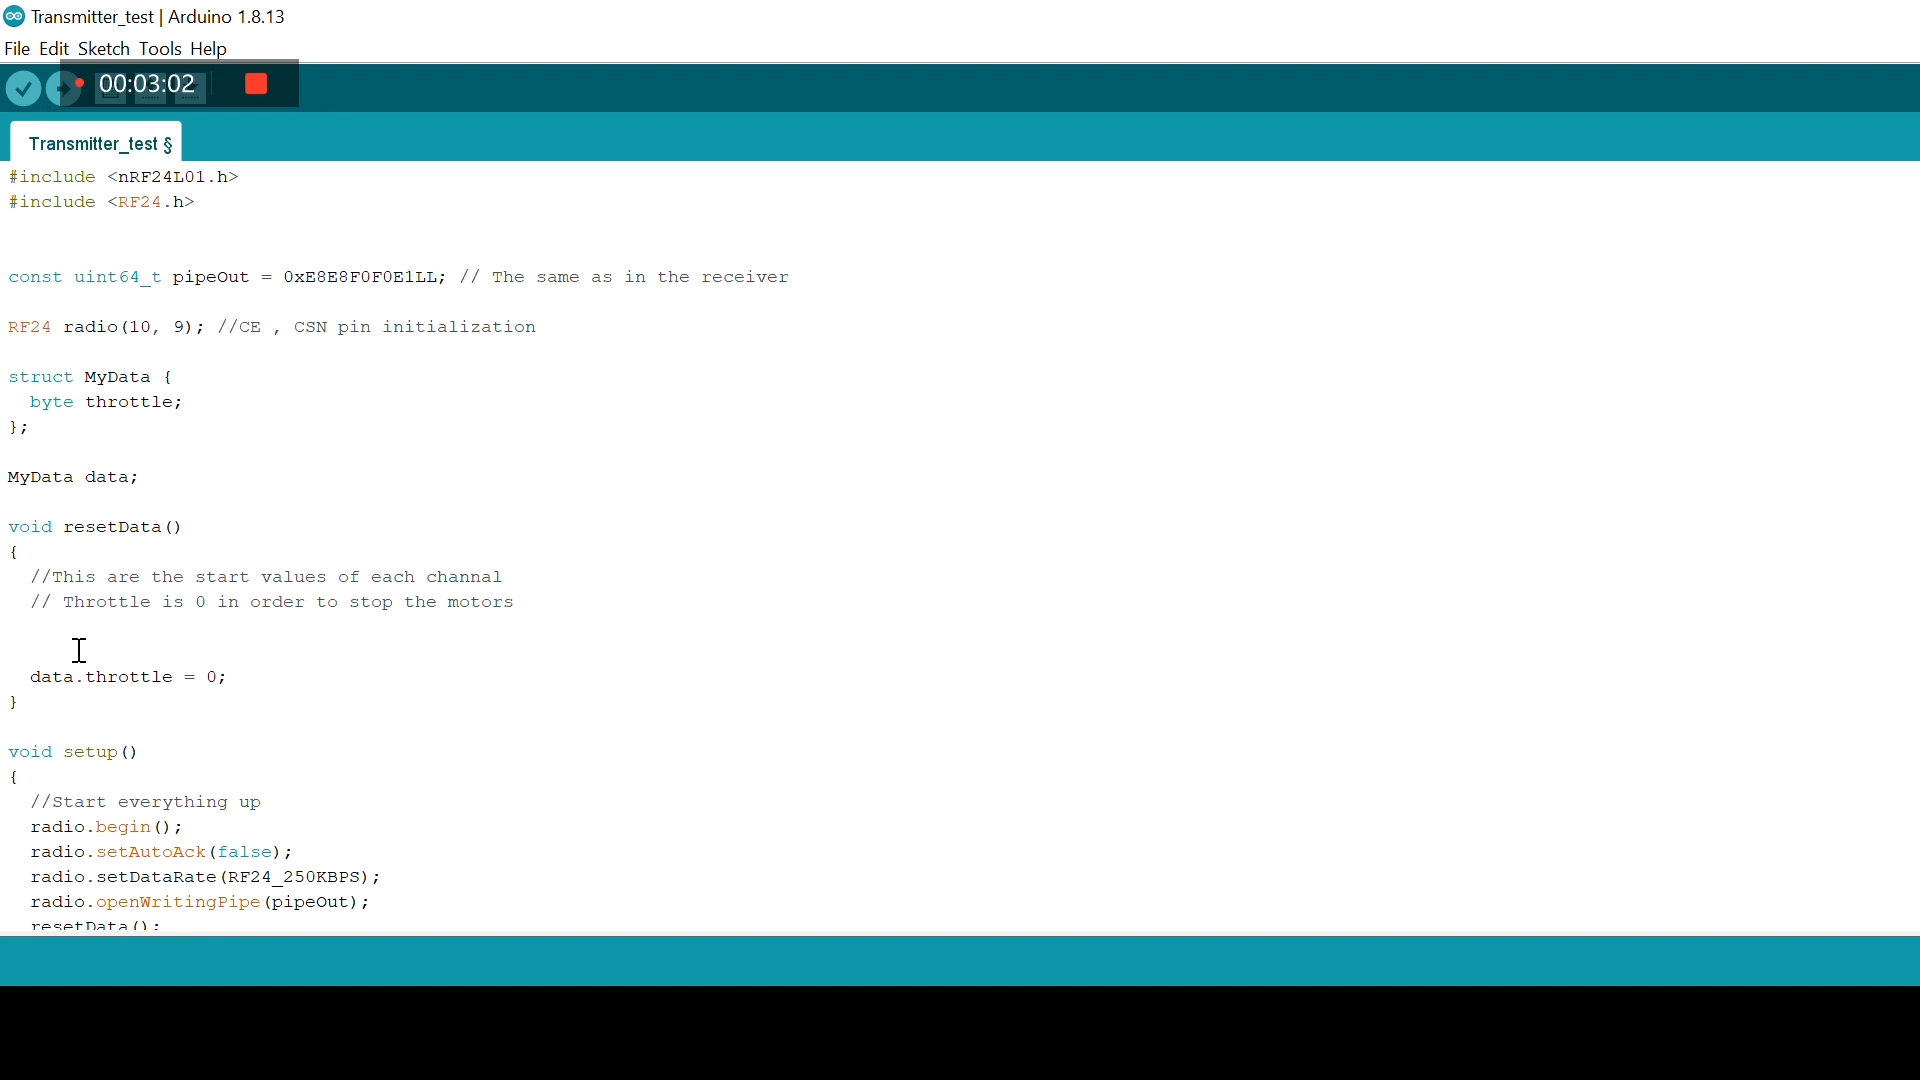 Transmitter_test | Arduino 1.8.13
File Edit Sketch Tools Help
00:03:02
Transmitter_test §
#include <nRF24L01.h>
#include <RF24.h>
const uint64_t pipeOut = 0xE8E8F0F0E1LL; // The same as in the receiver
RF24 radio(10, 9); //CE , CSN pin initialization
struct MyData {
byte throttle;
};
MyData data;
void resetData()
{
//This are the start values of each channal
// Throttle is 0 in order to stop the motors
data.throttle = 0;
}
void setup()
{
//Start everything up
radio.begin();
radio.setAutoAck(false);
radio.setDataRate(RF24_250KBPS);
radio.openWritingPipe(pipeOut);
resetData();